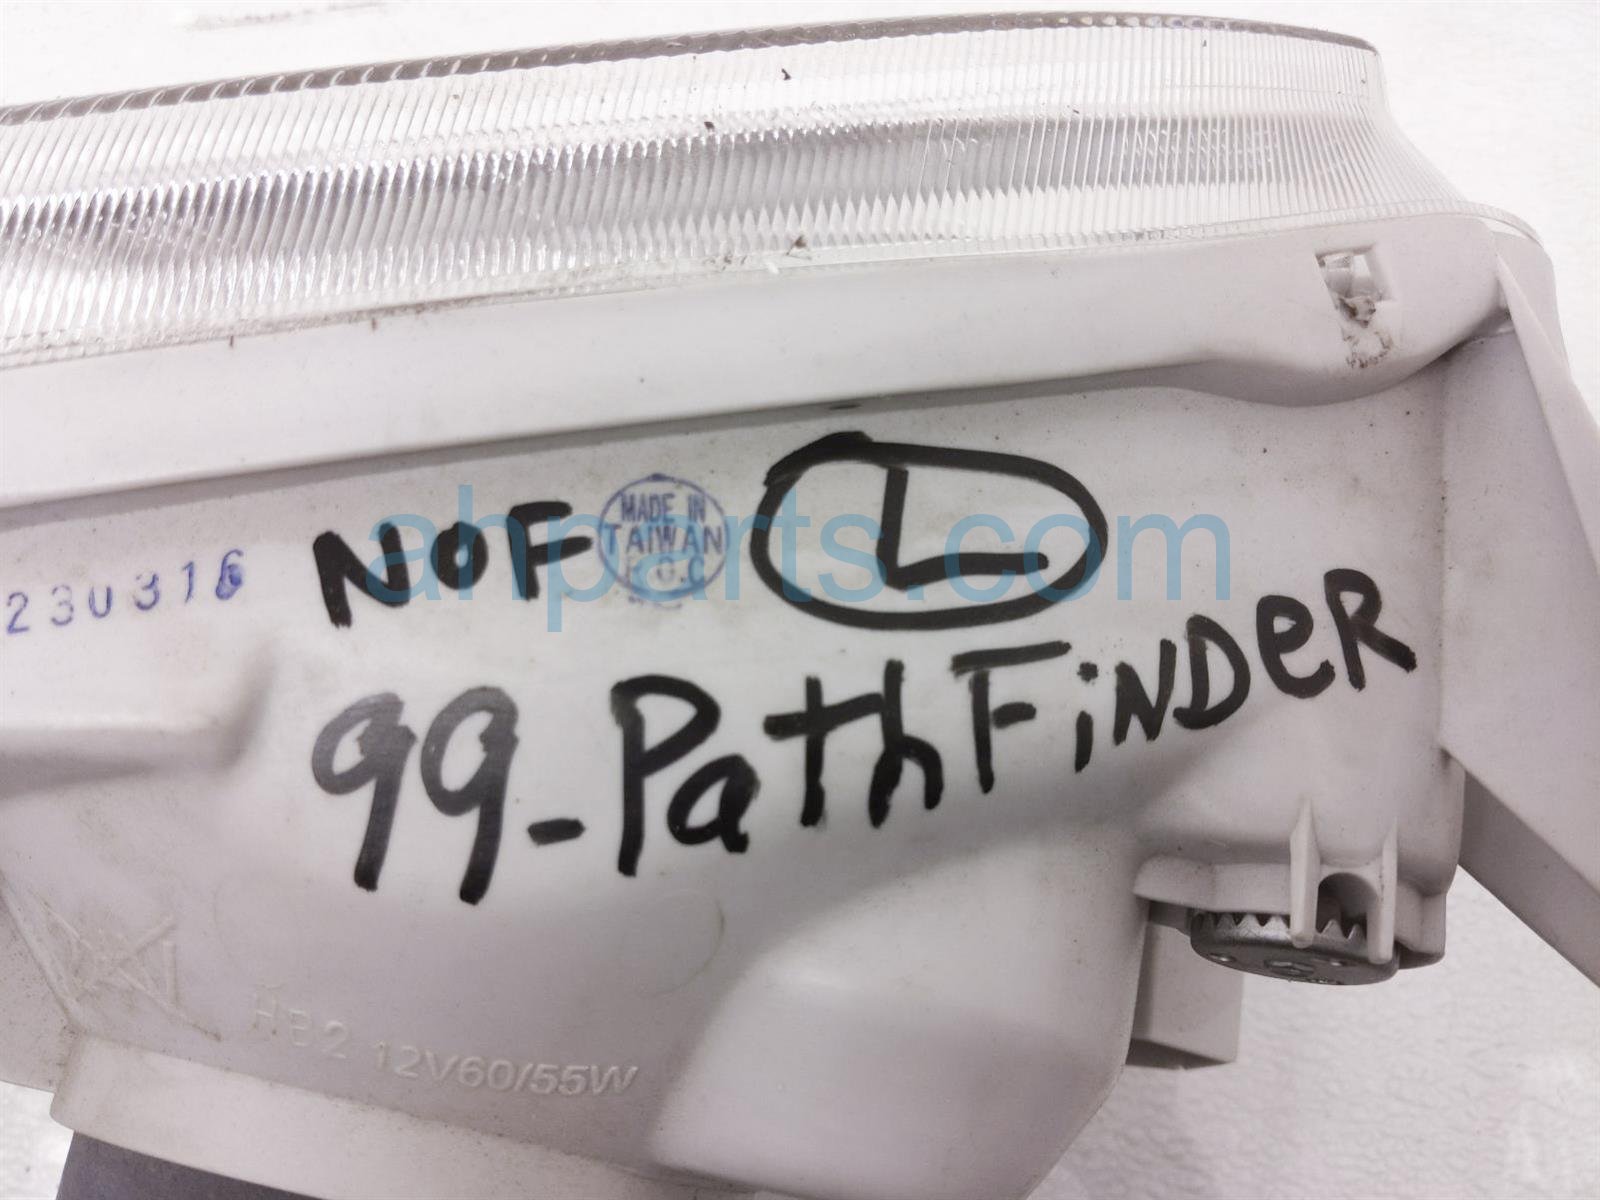 NOF
MADE IN
TAIWAN
R.O.C
L
ahparts.com
230316
99-PathFiNDeR
HB2 12V60/55W